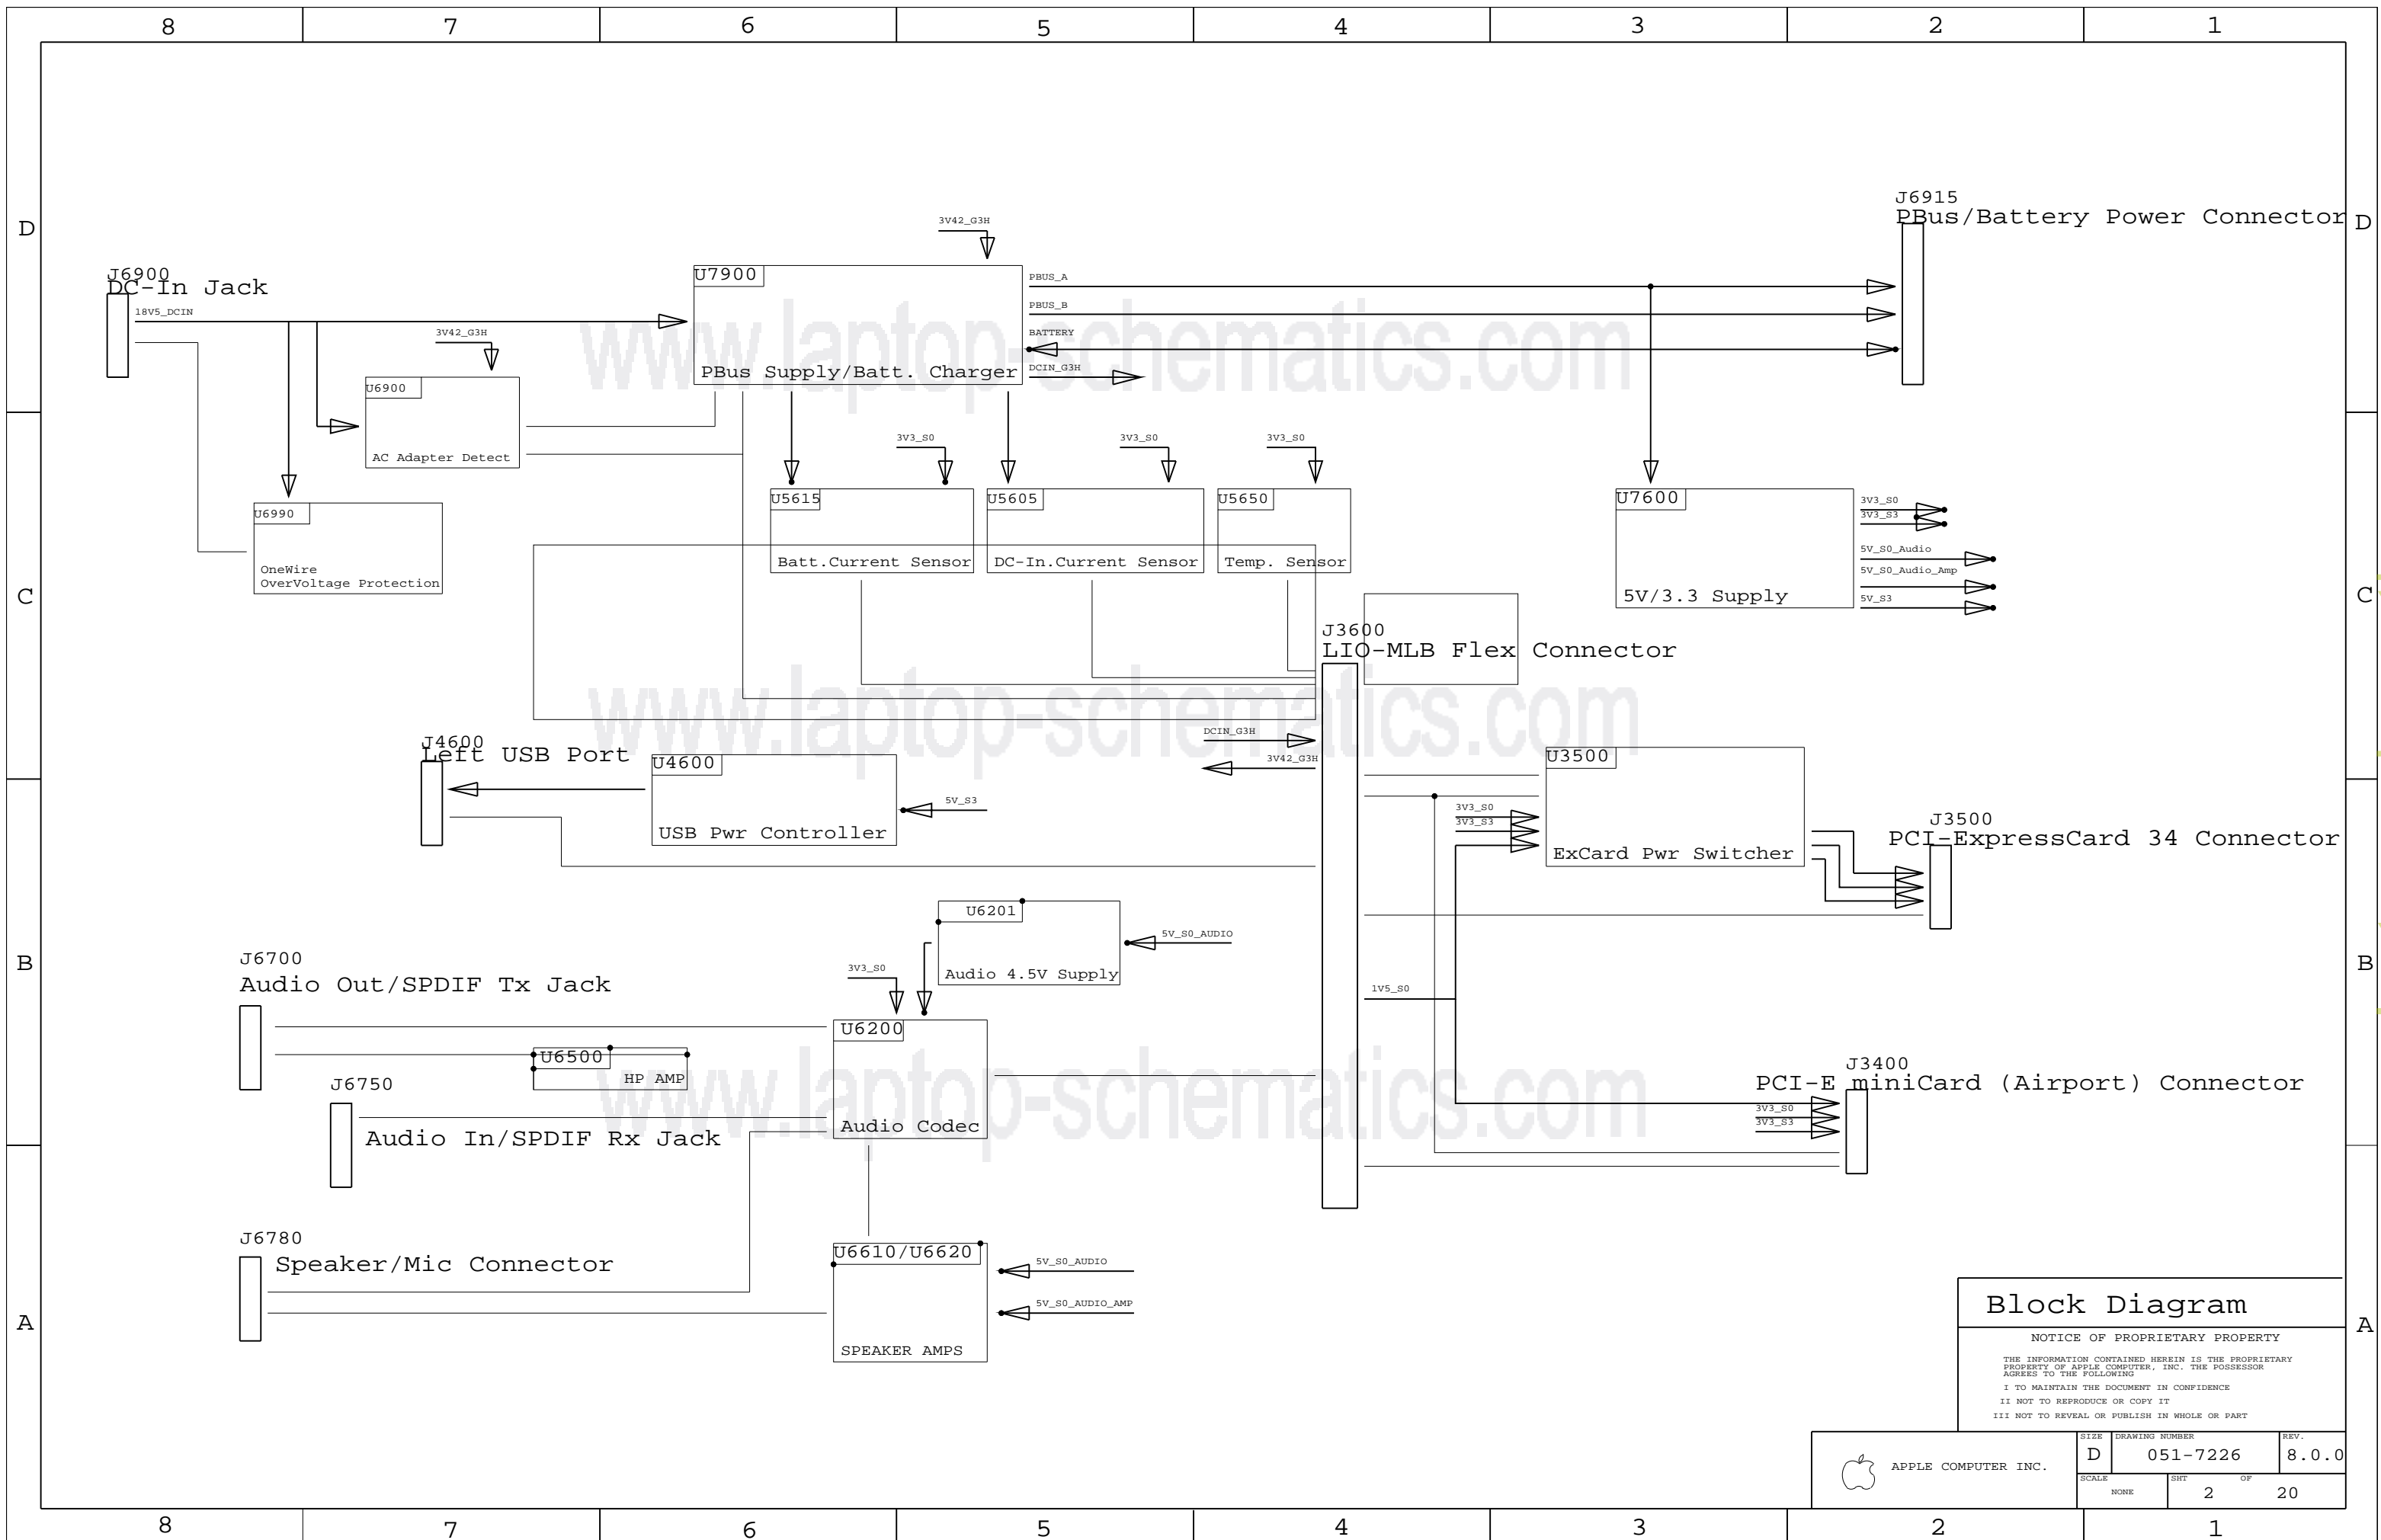 8 7 6 5 4 3 2 1
D
J6915
PBus/Battery Power Connector
D
3V42_G3H
J6900
DC-In Jack
U7900
PBUS_A
18V5_DCIN
PBUS_B
3V42_G3H
BATTERY
PBus Supply/Batt. Charger
DCIN_G3H
www.laptop-schematics.com
U6900
AC Adapter Detect
3V3_S0
3V3_S0
3V3_S0
U6990
OneWire
OverVoltage Protection
U5615
Batt.Current Sensor
U5605
DC-In.Current Sensor
U5650
Temp. Sensor
U7600
5V/3.3 Supply
3V3_S0
3V3_S3
5V_S0_Audio
5V_S0_Audio_Amp
5V_S3
C
C
J3600
LIO-MLB Flex Connector
www.laptop-schematics.com
DCIN_G3H
3V42_G3H
J4600
Left USB Port
U4600
USB Pwr Controller
5V_S3
U3500
ExCard Pwr Switcher
3V3_S0
3V3_S3
J3500
PCI-ExpressCard 34 Connector
U6201
Audio 4.5V Supply
5V_S0_AUDIO
B
B
J6700
Audio Out/SPDIF Tx Jack
3V3_S0
1V5_S0
U6200
Audio Codec
U6500
HP AMP
www.laptop-schematics.com
J6750
Audio In/SPDIF Rx Jack
J3400
PCI-E miniCard (Airport) Connector
3V3_S0
3V3_S3
J6780
Speaker/Mic Connector
U6610/U6620
SPEAKER AMPS
5V_S0_AUDIO
5V_S0_AUDIO_AMP
A
A
Block Diagram
NOTICE OF PROPRIETARY PROPERTY
THE INFORMATION CONTAINED HEREIN IS THE PROPRIETARY
PROPERTY OF APPLE COMPUTER, INC. THE POSSESSOR
AGREES TO THE FOLLOWING
I TO MAINTAIN THE DOCUMENT IN CONFIDENCE
II NOT TO REPRODUCE OR COPY IT
III NOT TO REVEAL OR PUBLISH IN WHOLE OR PART
APPLE COMPUTER INC.
SIZE DRAWING NUMBER REV.
D 051-7226 8.0.0
SCALE SHT OF
NONE 2 20
8 7 6 5 4 3 2 1